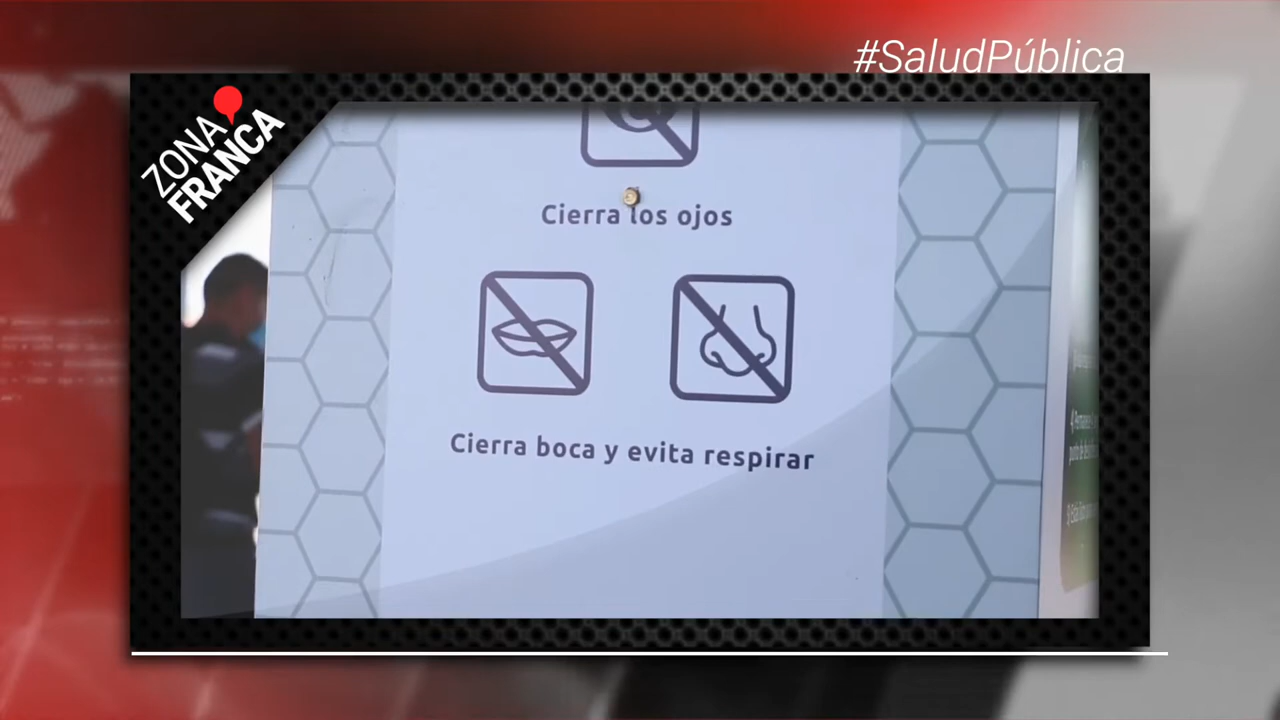 #SaludPública
ZONA
FRANCA
Cierra los ojos
Cierra boca y evita respirar